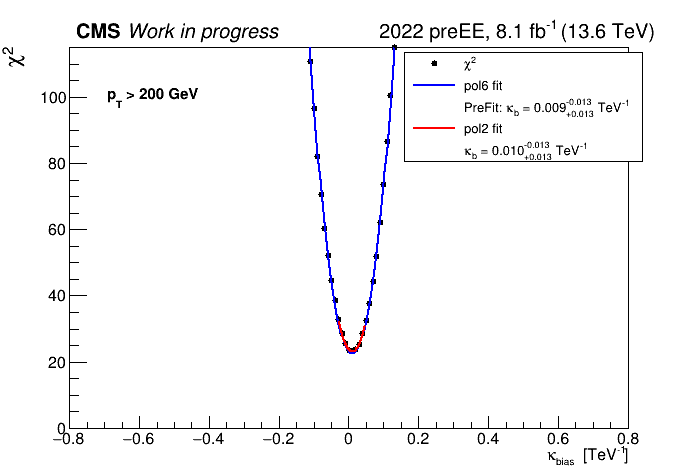 CMS Work in progress
2022 preEE, 8.1 fb⁻¹ (13.6 TeV)
χ²
p_T > 200 GeV
χ²
pol6 fit
PreFit: κ_b = 0.009^{-0.013}_{+0.013} TeV⁻¹
pol2 fit
κ_b = 0.010^{-0.013}_{+0.013} TeV⁻¹
100
80
60
40
20
0
−0.8 −0.6 −0.4 −0.2 0 0.2 0.4 0.6 0.8
κ_bias [TeV⁻¹]